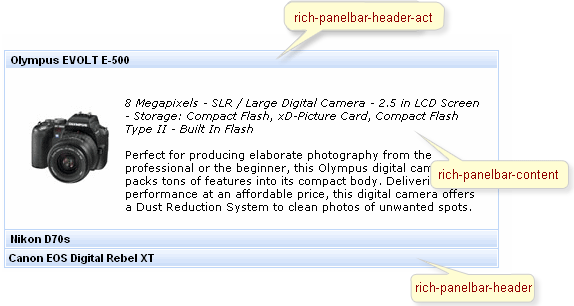 rich-panelbar-header-act
Olympus EVOLT E-500
8 Megapixels - SLR / Large Digital Camera - 2.5 in LCD Screen
- Storage: Compact Flash, xD-Picture Card, Compact Flash
Type II - Built In Flash
Perfect for producing elaborate photography from the
professional or the beginner, this Olympus digital cam
packs tons of features into its compact body. Deliveri
performance at an affordable price, this digital camera offers
a Dust Reduction System to clean photos of unwanted spots.
rich-panelbar-content
Nikon D70s
Canon EOS Digital Rebel XT
rich-panelbar-header